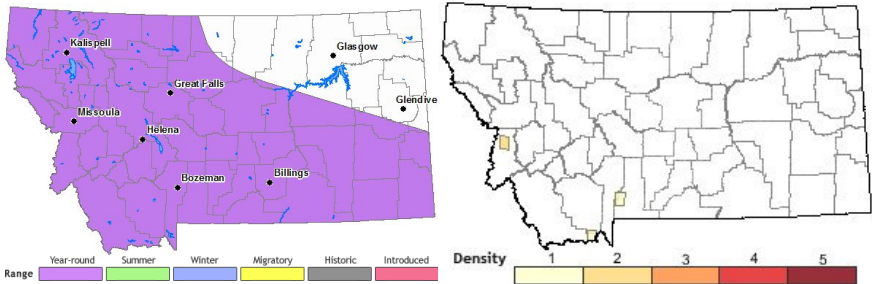 Kalispell
Glasgow
Great Falls
Glendive
Missoula
Helena
Bozeman
Billings
Year-round Summer Winter Migratory Historic Introduced
Range
Density 1 2 3 4 5